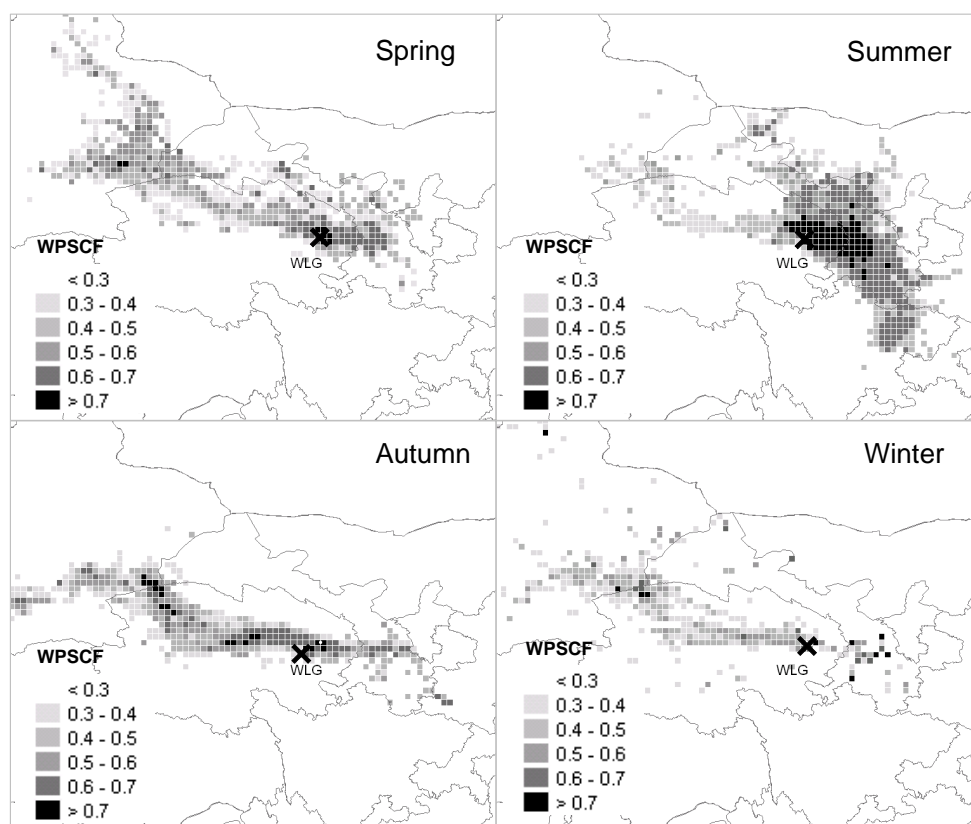 Spring
WPSCF
WLG
< 0.3
0.3 - 0.4
0.4 - 0.5
0.5 - 0.6
0.6 - 0.7
> 0.7
Summer
WPSCF
WLG
< 0.3
0.3 - 0.4
0.4 - 0.5
0.5 - 0.6
0.6 - 0.7
> 0.7
Autumn
WPSCF
WLG
< 0.3
0.3 - 0.4
0.4 - 0.5
0.5 - 0.6
0.6 - 0.7
> 0.7
Winter
WPSCF
WLG
< 0.3
0.3 - 0.4
0.4 - 0.5
0.5 - 0.6
0.6 - 0.7
> 0.7